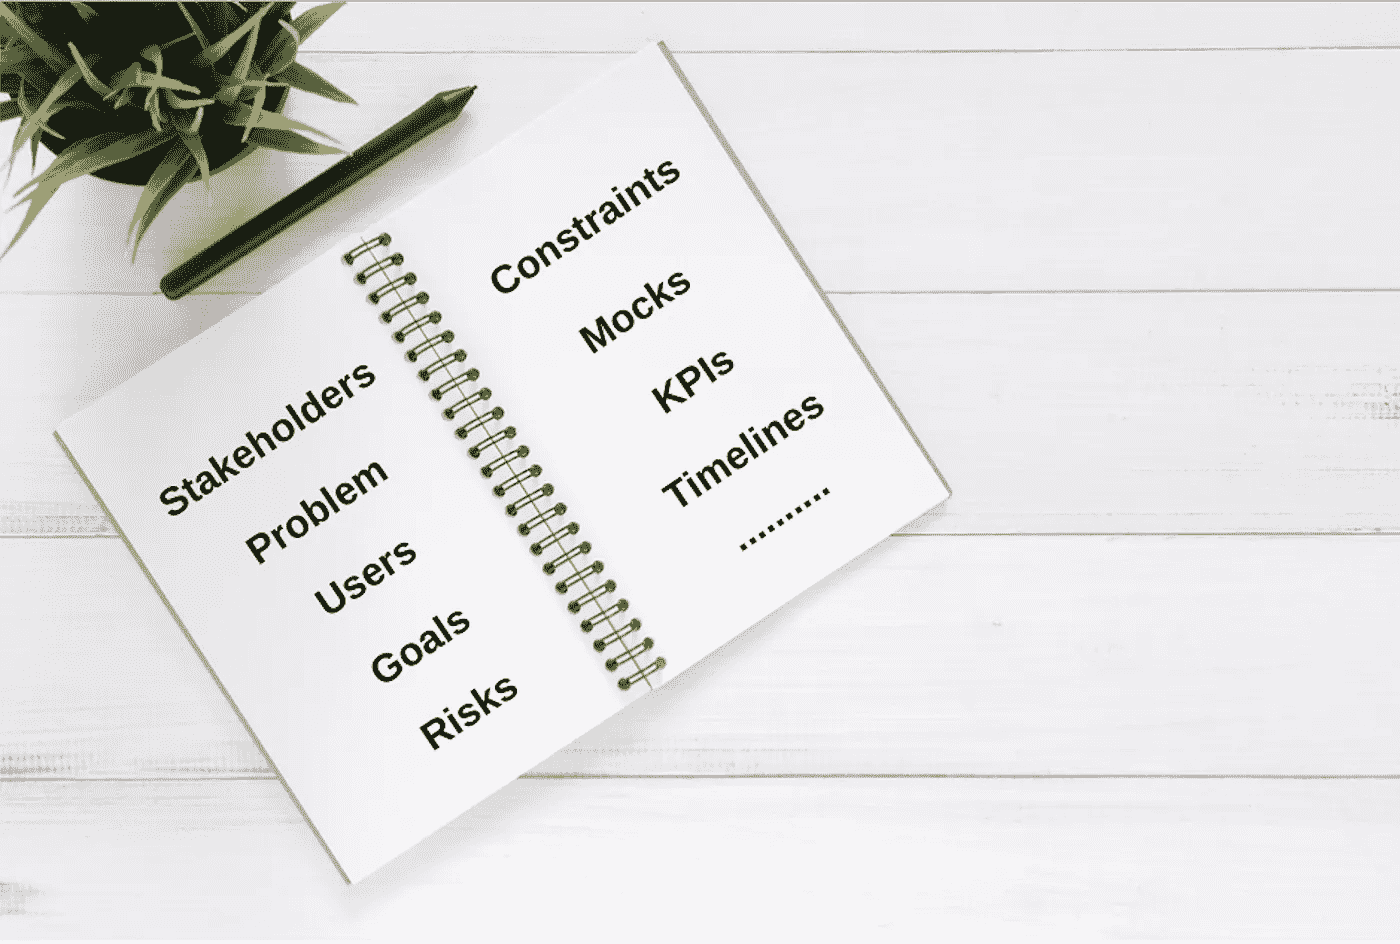 Stakeholders
Problem
Users
Goals
Risks
Constraints
Mocks
KPIs
Timelines
..........